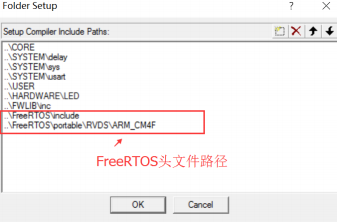 Folder Setup
?
×
Setup Compiler Include Paths:
..\CORE
..\SYSTEM\delay
..\SYSTEM\sys
..\SYSTEM\usart
..\USER
..\HARDWARE\LED
..\FWLIB\inc
..\FreeRTOS\include
..\FreeRTOS\portable\RVDS\ARM_CM4F
FreeRTOS头文件路径
OK
Cancel